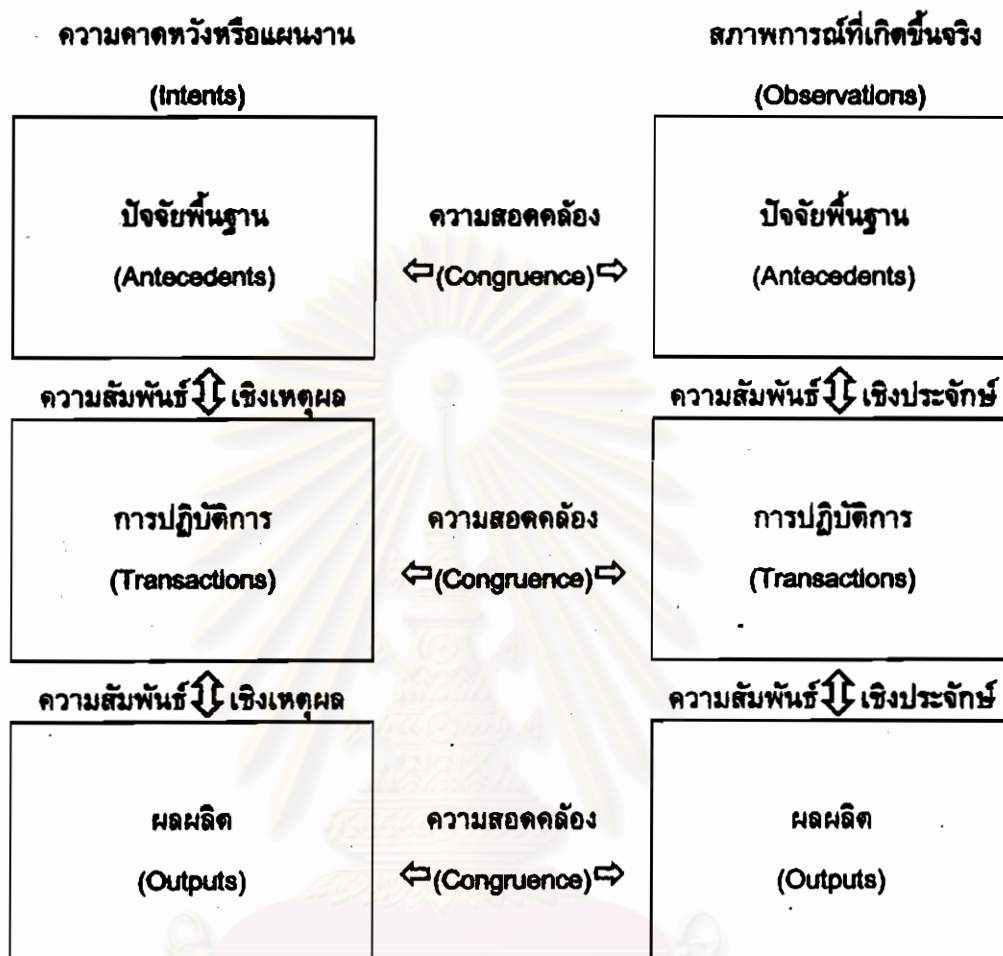 ความคาดหวังหรือแผนงาน
(Intents)
สภาพการณ์ที่เกิดขึ้นจริง
(Observations)
ปัจจัยพื้นฐาน
(Antecedents)
ความสอดคล้อง
⇦(Congruence)⇨
ปัจจัยพื้นฐาน
(Antecedents)
ความสัมพันธ์ ⇕ เชิงเหตุผล
ความสัมพันธ์ ⇕ เชิงประจักษ์
การปฏิบัติการ
(Transactions)
ความสอดคล้อง
⇦(Congruence)⇨
การปฏิบัติการ
(Transactions)
ความสัมพันธ์ ⇕ เชิงเหตุผล
ความสัมพันธ์ ⇕ เชิงประจักษ์
ผลผลิต
(Outputs)
ความสอดคล้อง
⇦(Congruence)⇨
ผลผลิต
(Outputs)